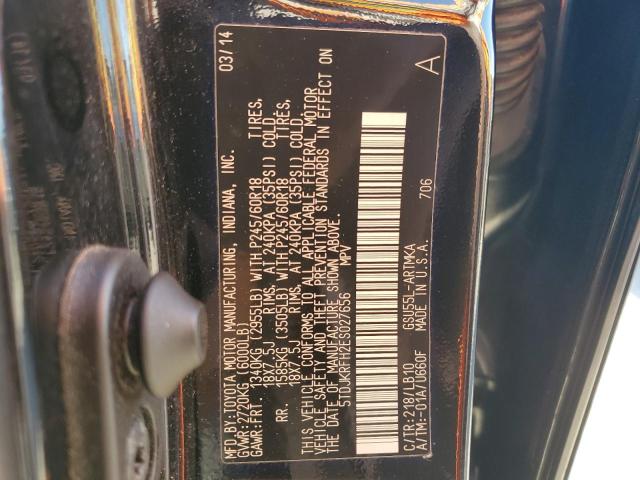 MFD.BY:TOYOTA MOTOR MANUFACTURING, INDIANA, INC. 03/14
GVWR:2720KG (6000LB)
GAWR:FRT. 1340KG (2955LB) WITH P245/60R18 TIRES,
18X7.5J RIMS, AT 240KPA (35PSI) COLD.
RR. 1585KG (3505LB) WITH P245/60R18 TIRES,
18X7.5J RIMS, AT 240KPA (35PSI) COLD.
THIS VEHICLE CONFORMS TO ALL APPLICABLE FEDERAL MOTOR
VEHICLE SAFETY AND THEFT PREVENTION STANDARDS IN EFFECT ON
THE DATE OF MANUFACTURE SHOWN ABOVE.
5TDJKRFH2ES027656 MPV
A
706
C/TR:218/LB10 GSU55L-ARTMKA
A/TM:-01A/U660F MADE IN U.S.A.